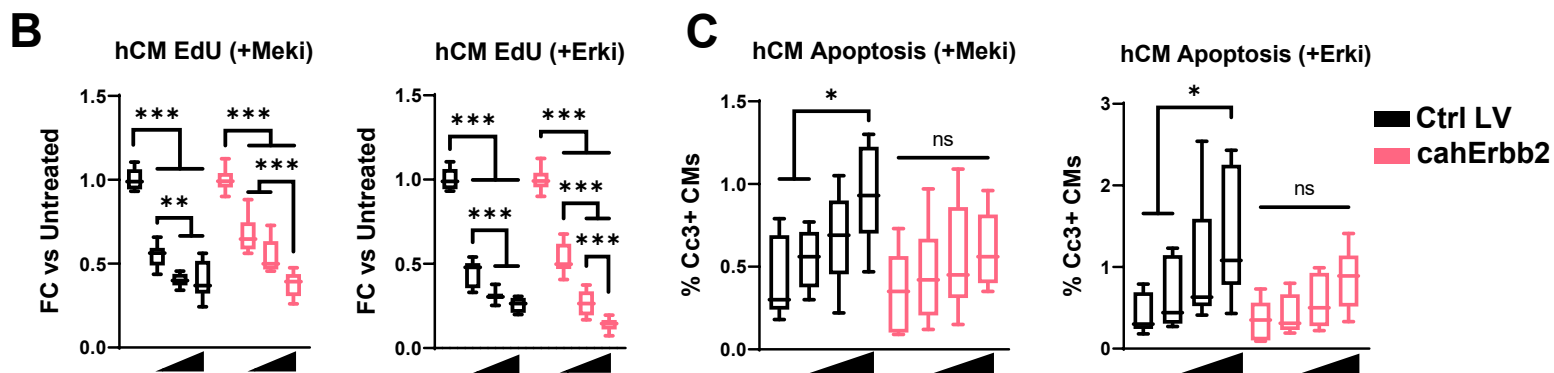 B
hCM EdU (+Meki)
FC vs Untreated
1.5
1.0
0.5
0.0
***
**
***
***
hCM EdU (+Erki)
FC vs Untreated
1.5
1.0
0.5
0.0
***
***
***
***
***
C
hCM Apoptosis (+Meki)
% Cc3+ CMs
1.5
1.0
0.5
0.0
*
ns
hCM Apoptosis (+Erki)
% Cc3+ CMs
3
2
1
0
*
ns
Ctrl LV
cahErbb2